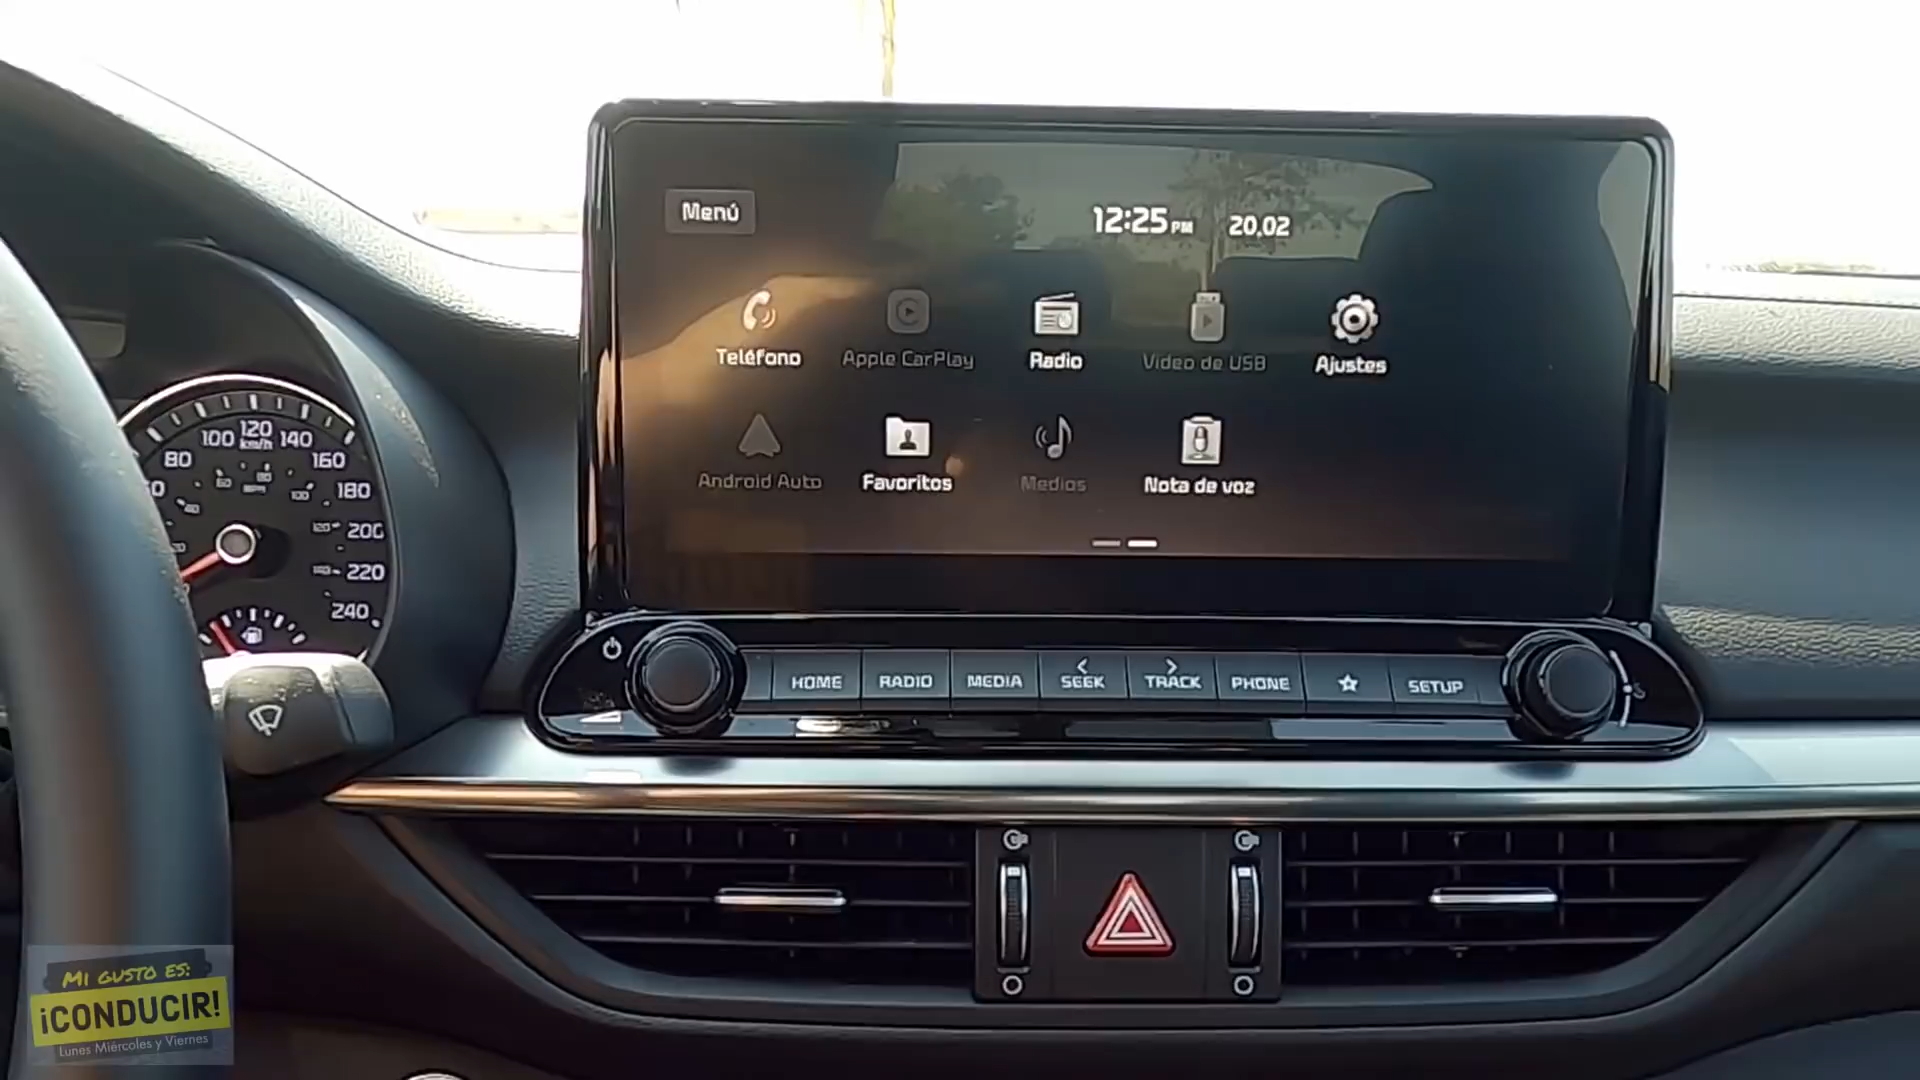 Menú
12:25 PM 20.02
Teléfono
Apple CarPlay
Radio
Video de USB
Ajustes
Android Auto
Favoritos
Medios
Nota de voz
HOME
RADIO
MEDIA
SEEK
TRACK
PHONE
SETUP
80
100
120
140
160
180
200
220
240
km/h
MI GUSTO ES:
¡CONDUCIR!
Lunes Miércoles y Viernes